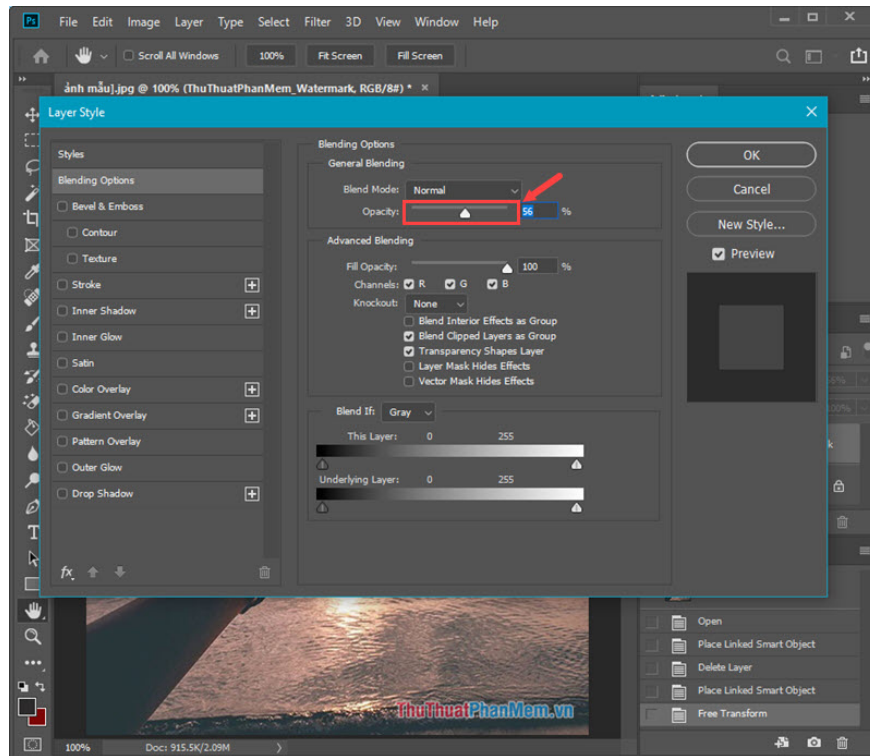 Ps File Edit Image Layer Type Select Filter 3D View Window Help
Scroll All Windows 100% Fit Screen Fill Screen
ảnh mẫu].jpg @ 100% (ThuThuatPhanMem_Watermark, RGB/8#) * ×
Layer Style
Styles
Blending Options
Bevel & Emboss
Contour
Texture
Stroke
Inner Shadow
Inner Glow
Satin
Color Overlay
Gradient Overlay
Pattern Overlay
Outer Glow
Drop Shadow
fx
Blending Options
General Blending
Blend Mode: Normal
Opacity: 56 %
Advanced Blending
Fill Opacity: 100 %
Channels: R G B
Knockout: None
Blend Interior Effects as Group
Blend Clipped Layers as Group
Transparency Shapes Layer
Layer Mask Hides Effects
Vector Mask Hides Effects
Blend If: Gray
This Layer: 0 255
Underlying Layer: 0 255
OK
Cancel
New Style...
Preview
56%
100%
k
T
Open
Place Linked Smart Object
Delete Layer
Place Linked Smart Object
Free Transform
ThuThuatPhanMem.vn
100% Doc: 915.5K/2.09M